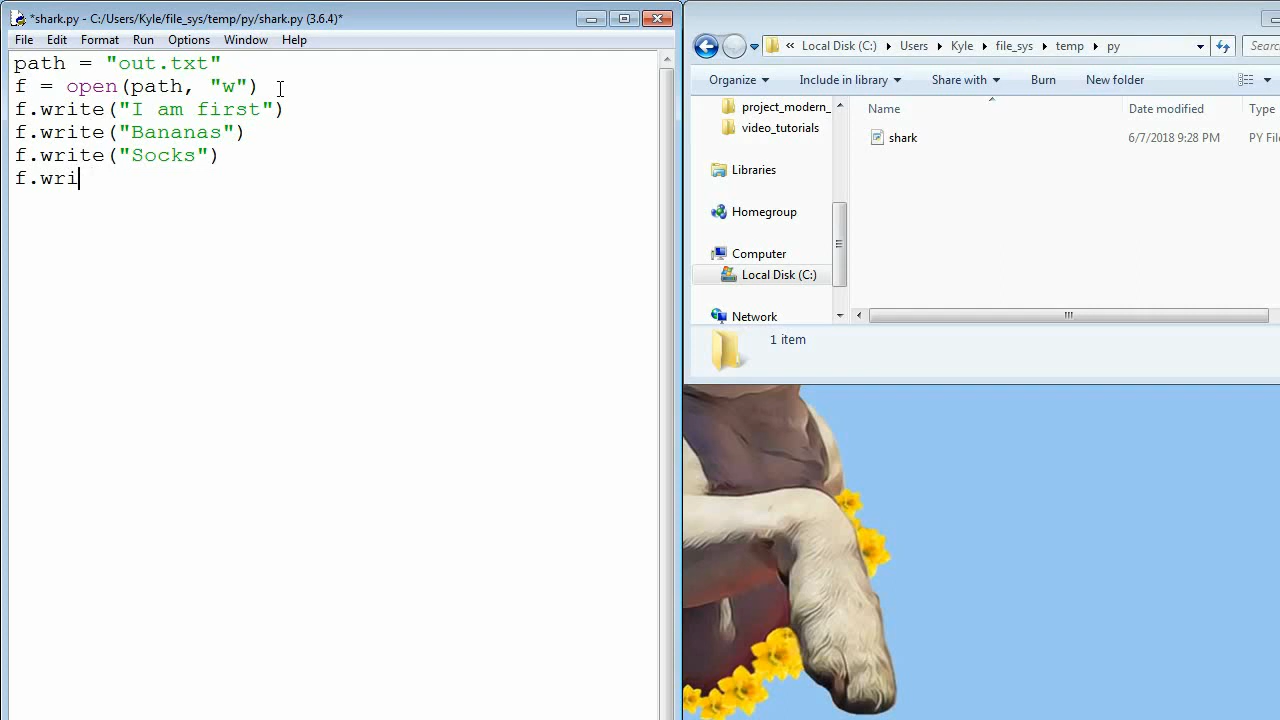 *shark.py - C:/Users/Kyle/file_sys/temp/py/shark.py (3.6.4)*
File Edit Format Run Options Window Help
path = "out.txt"
f = open(path, "w")
f.write("I am first")
f.write("Bananas")
f.write("Socks")
f.wri
« Local Disk (C:) Users Kyle file_sys temp py
Organize Include in library Share with Burn New folder
project_modern_
video_tutorials
Libraries
Homegroup
Computer
Local Disk (C:)
Network
Name Date modified Type
shark 6/7/2018 9:28 PM PY File
1 item